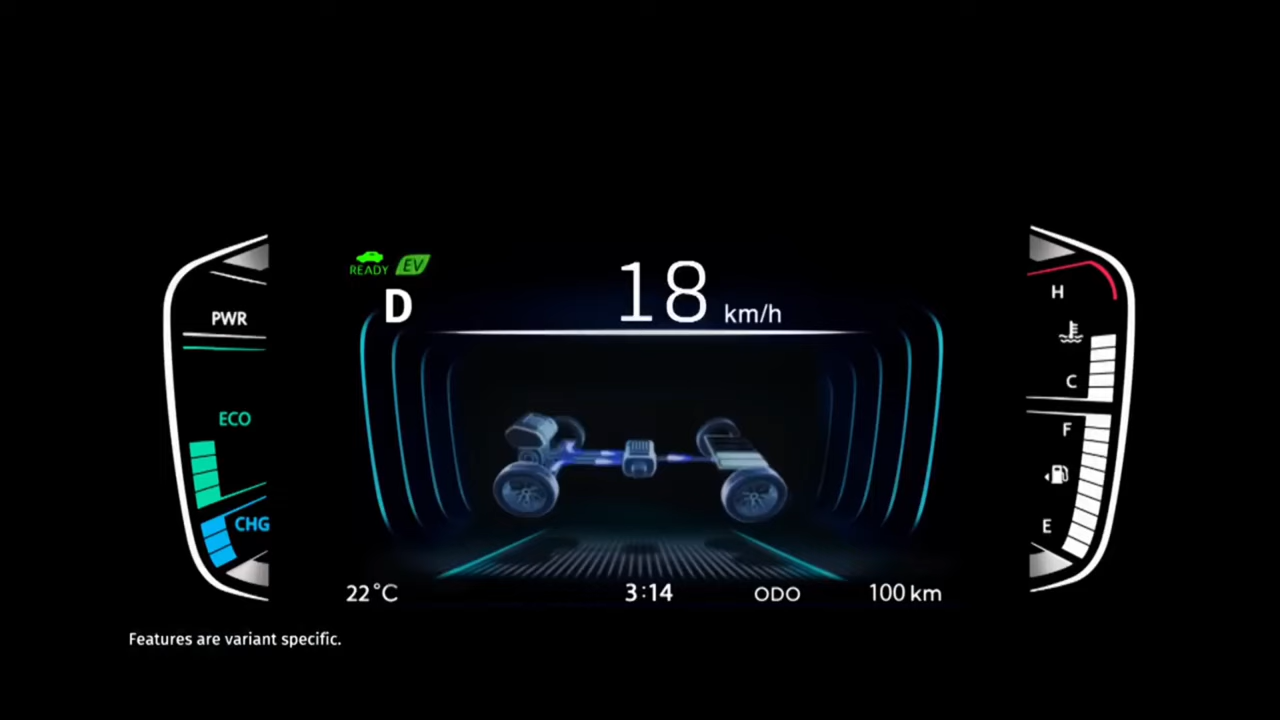 READY EV
D
18 km/h
PWR
ECO
CHG
H
C
F
E
22°C 3:14 ODO 100 km
Features are variant specific.